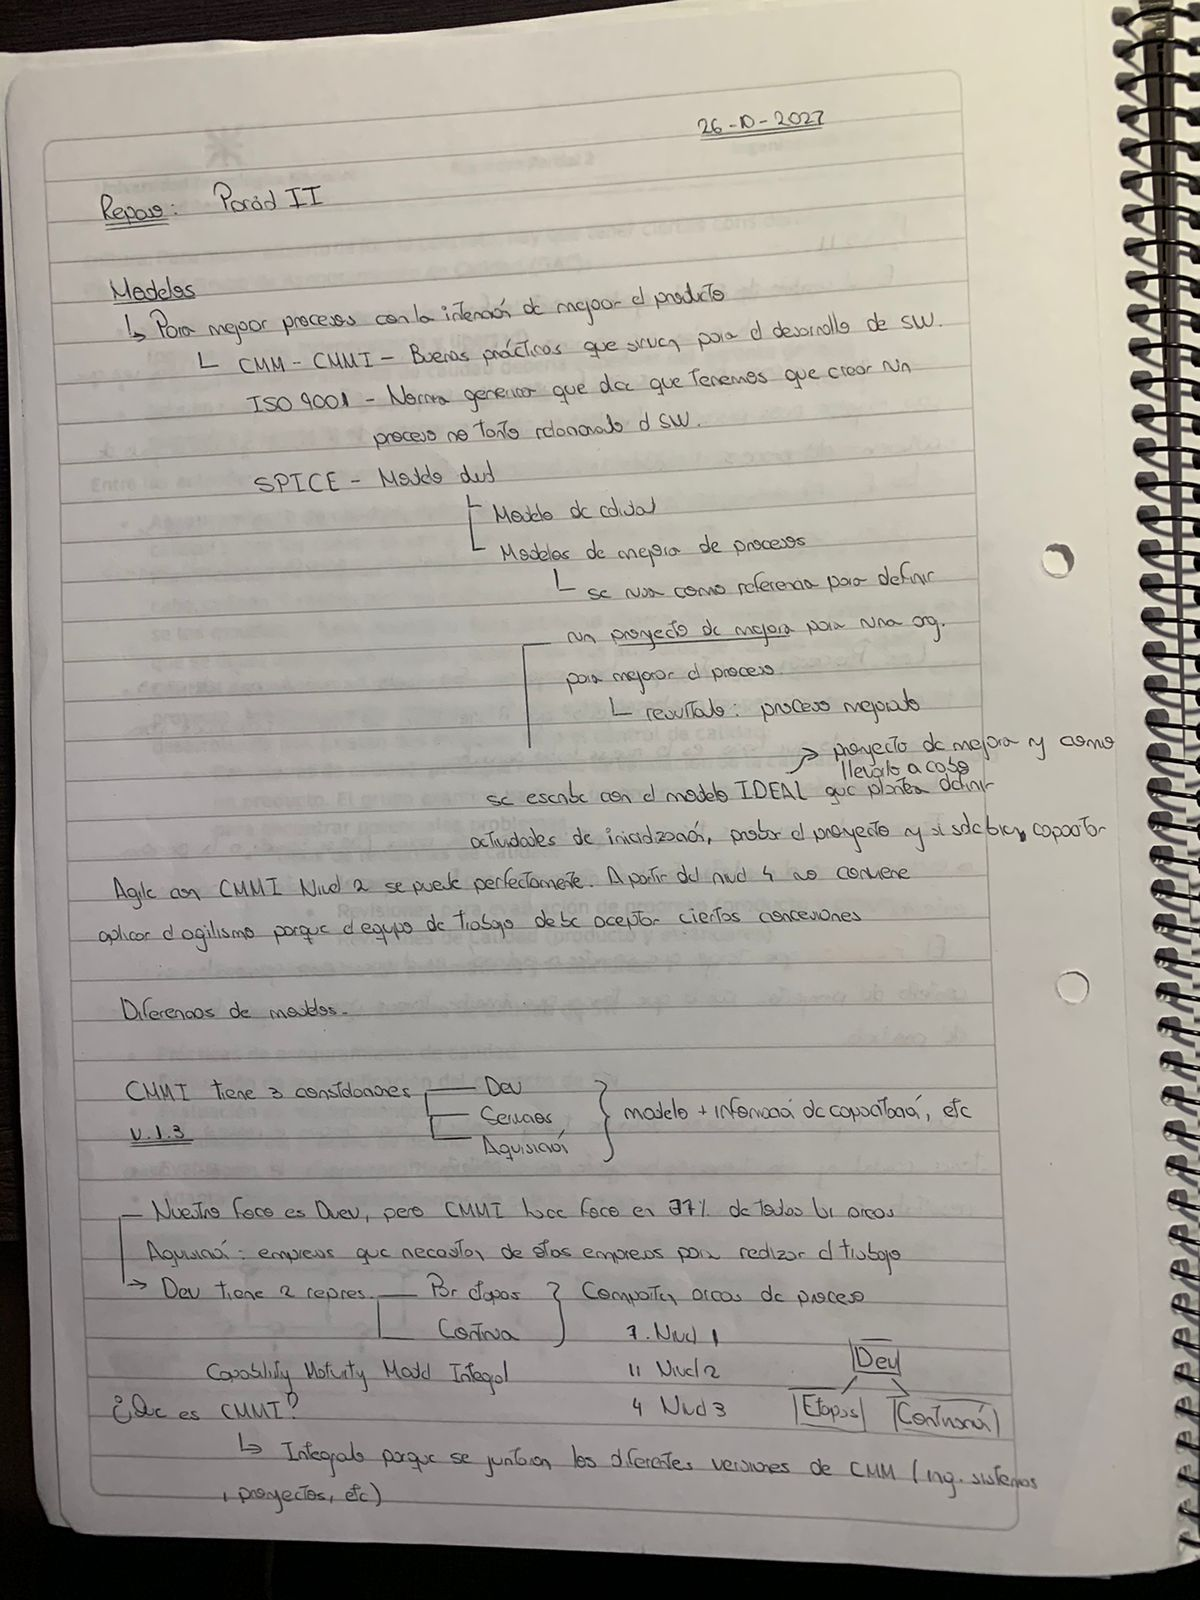 26-10-2027
Repaso: Parcial II
Modelos
↳ Para mejorar procesos con la intención de mejorar el producto
└ CMM - CMMI - Buenas prácticas que sirven para el desarrollo de SW.
ISO 9001 - Norma generica que dice que tenemos que crear un
proceso no tanto relacionado al SW.
SPICE - Modelo dual
Modelo de calidad
Modelos de mejora de procesos
└ se usa como referencia para definir
un proyecto de mejora para una org.
para mejorar el proceso.
└ resultado: proceso mejorado
→ proyecto de mejora y como
llevarlo a cabo
se escribe con el modelo IDEAL que plantea definir
actividades de inicialización, probar el proyecto y si sale bien, capacitar
Agile con CMMI Nivel 2 se puede perfectamente. A partir del nivel 4 no conviene
aplicar el agilismo porque el equipo de trabajo debe aceptar ciertas concesiones
Diferencias de modelos.
CMMI tiene 3 constelaciones Dev
Servicios
Aquisición
} modelo + información de capacitación, etc
v.1.3
Nuestro foco es Duev, pero CMMI hace foco en 77% de todas las areas
Aquisición: empresas que necesitan de otras empresas para realizar el trabajo
→ Dev tiene 2 repres. Por etapas } Comparten areas de proceso
Continua 7. Nivel 1
Capability Maturity Model Integral 11 Nivel 2
Dev
¿Que es CMMI? 4 Nivel 3 Etapas Continuación
↳ Integrado porque se juntaron los diferentes versiones de CMM (ing. sistemas
, proyectos, etc)